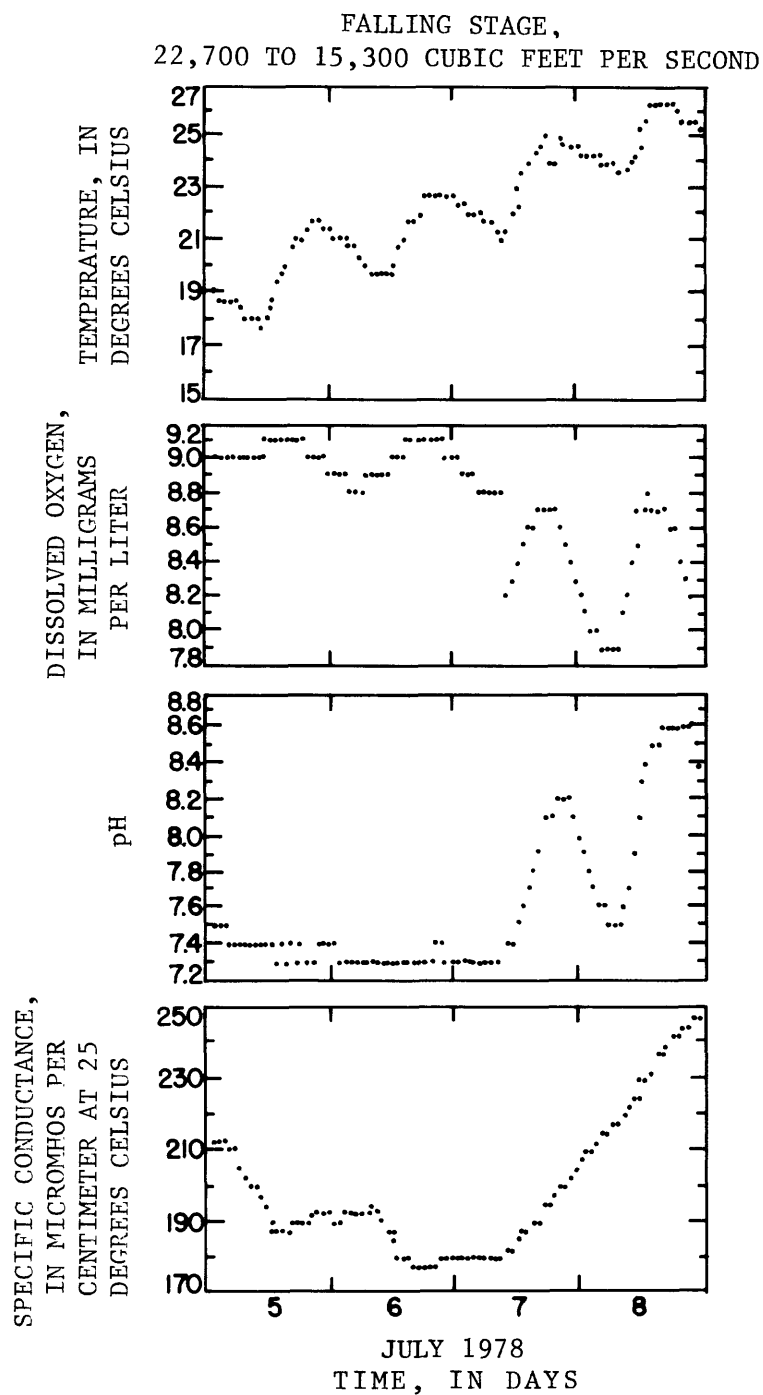 FALLING STAGE,
22,700 TO 15,300 CUBIC FEET PER SECOND
TEMPERATURE, IN
DEGREES CELSIUS
27
25
23
21
19
17
15
DISSOLVED OXYGEN,
IN MILLIGRAMS
PER LITER
9.2
9.0
8.8
8.6
8.4
8.2
8.0
7.8
pH
8.8
8.6
8.4
8.2
8.0
7.8
7.6
7.4
7.2
SPECIFIC CONDUCTANCE,
IN MICROMHOS PER
CENTIMETER AT 25
DEGREES CELSIUS
250
230
210
190
170
5 6 7 8
JULY 1978
TIME, IN DAYS